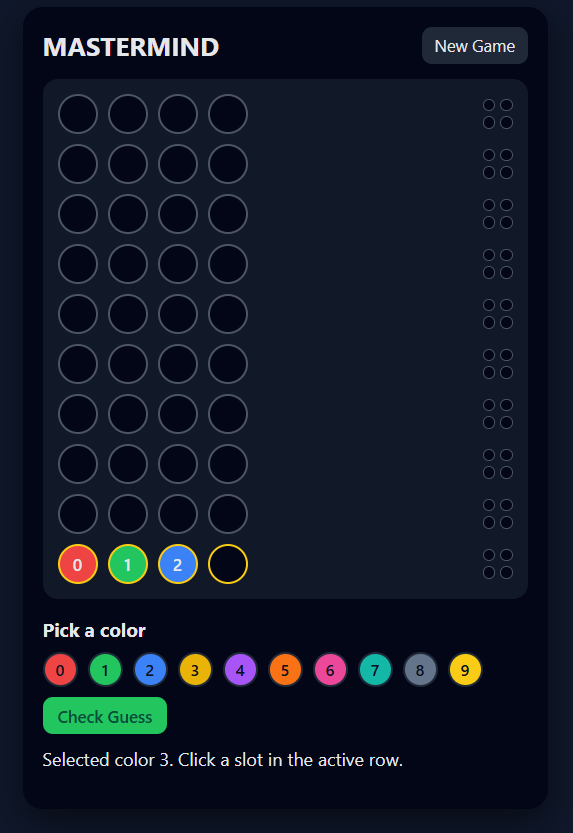 MASTERMIND New Game
0 1 2
Pick a color
0 1 2 3 4 5 6 7 8 9
Check Guess
Selected color 3. Click a slot in the active row.